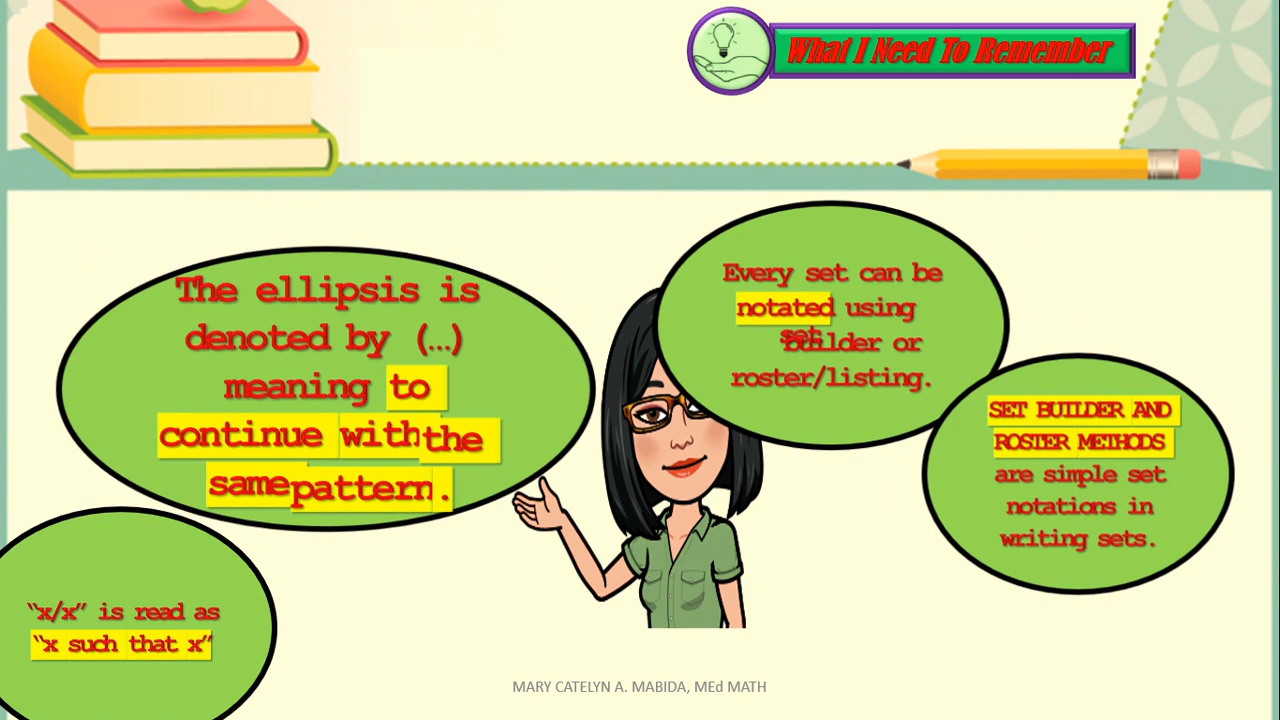 What I Need To Remember
The ellipsis is
denoted by (…)
meaning to
continue with the
same pattern.
Every set can be
notated using
set
builder or
roster/listing.
SET BUILDER AND
ROSTER METHODS
are simple set
notations in
writing sets.
“x/x” is read as
“x such that x”
MARY CATELYN A. MABIDA, MEd MATH